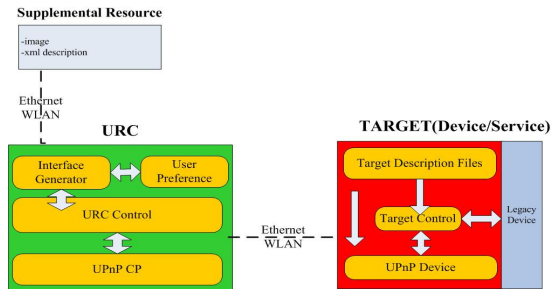 Supplemental Resource
-image
-xml description
Ethernet
WLAN
URC
TARGET(Device/Service)
Interface
Generator
User
Preference
URC Control
UPnP CP
Ethernet
WLAN
Target Description Files
Target Control
UPnP Device
Legacy
Device